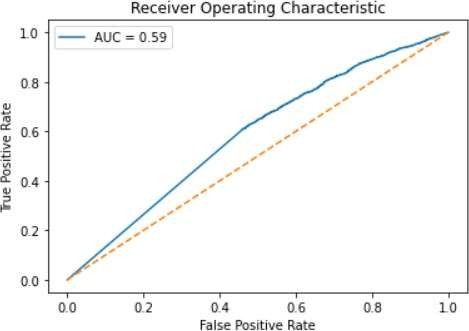 Receiver Operating Characteristic
AUC = 0.59
True Positive Rate
1.0
0.8
0.6
0.4
0.2
0.0
0.0 0.2 0.4 0.6 0.8 1.0
False Positive Rate